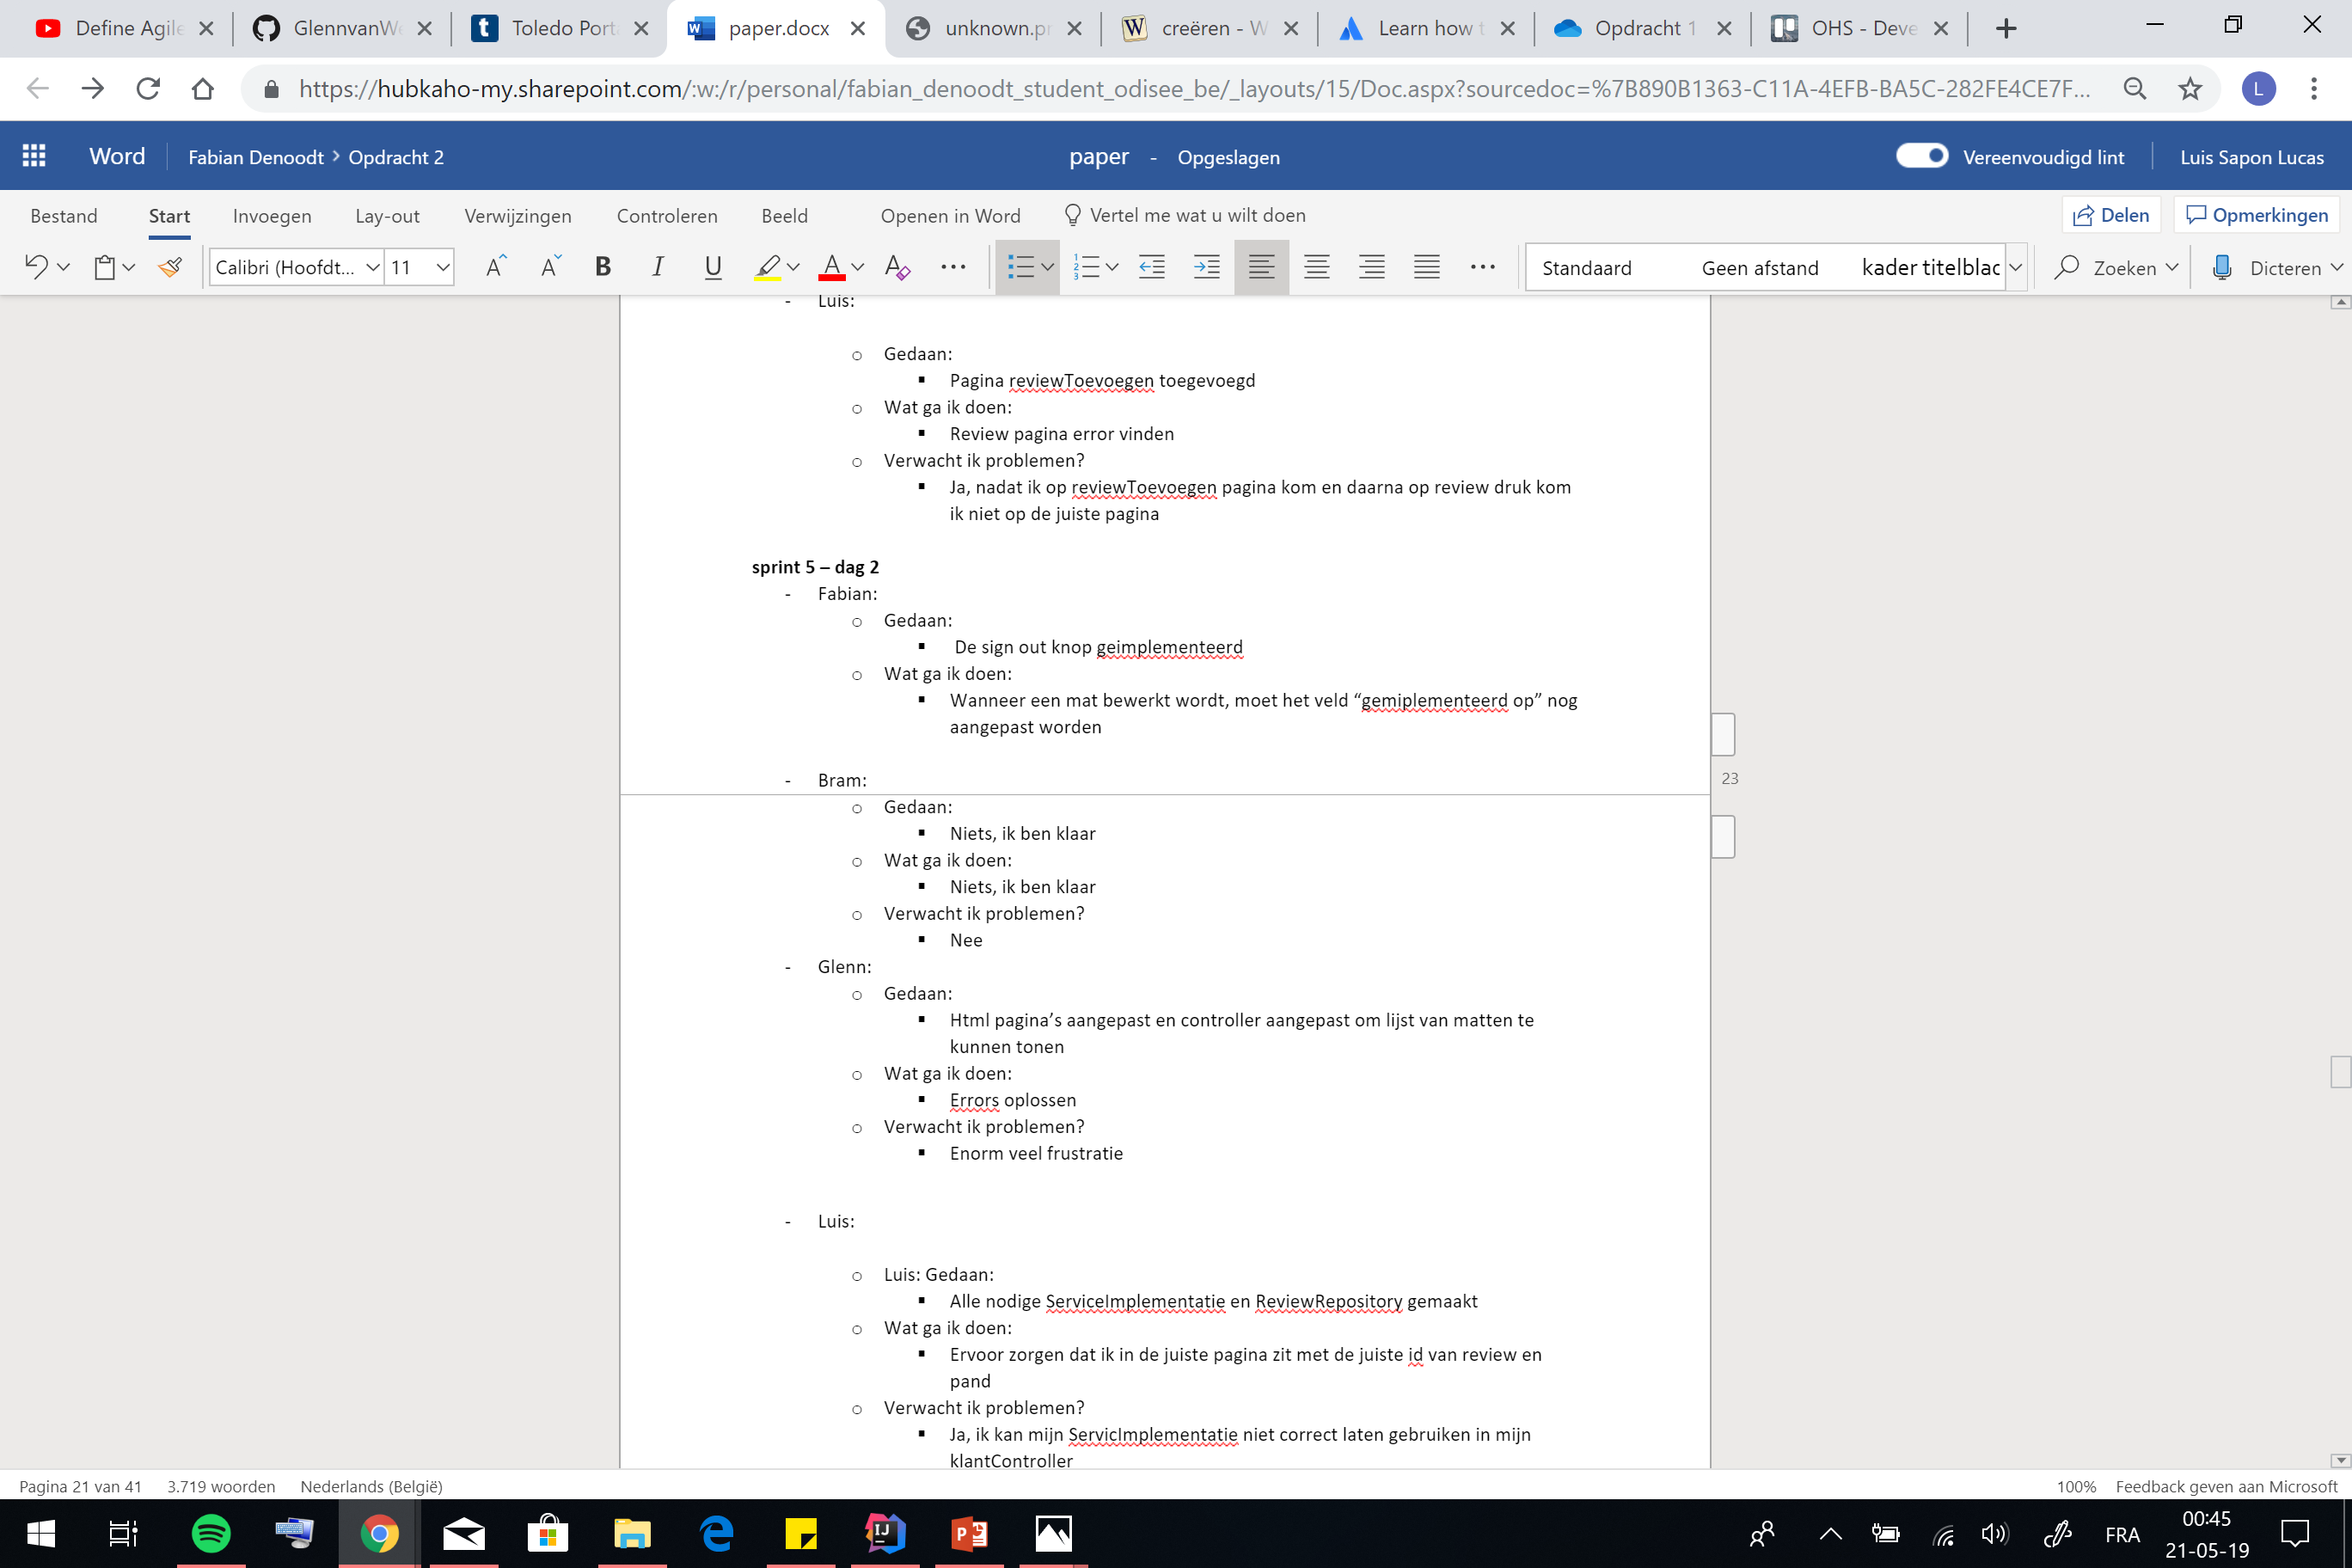 Define Agile
GlennvanWe
Toledo Porta
paper.docx
unknown.pr
creëren - W
Learn how t
Opdracht 1
OHS - Deve
https://hubkaho-my.sharepoint.com/:w:/r/personal/fabian_denoodt_student_odisee_be/_layouts/15/Doc.aspx?sourcedoc=%7B890B1363-C11A-4EFB-BA5C-282FE4CE7F...
L
Word
Fabian Denoodt > Opdracht 2
paper - Opgeslagen
Vereenvoudigd lint
Luis Sapon Lucas
Bestand Start Invoegen Lay-out Verwijzingen Controleren Beeld Openen in Word Vertel me wat u wilt doen Delen Opmerkingen
Calibri (Hoofdt... 11 A A B I U A A ... Standaard Geen afstand kader titelblac Zoeken Dicteren
- Luis:
o Gedaan:
▪ Pagina reviewToevoegen toegevoegd
o Wat ga ik doen:
▪ Review pagina error vinden
o Verwacht ik problemen?
▪ Ja, nadat ik op reviewToevoegen pagina kom en daarna op review druk kom
ik niet op de juiste pagina
sprint 5 – dag 2
- Fabian:
o Gedaan:
▪ De sign out knop geimplementeerd
o Wat ga ik doen:
▪ Wanneer een mat bewerkt wordt, moet het veld “gemiplementeerd op” nog
aangepast worden
- Bram:
23
o Gedaan:
▪ Niets, ik ben klaar
o Wat ga ik doen:
▪ Niets, ik ben klaar
o Verwacht ik problemen?
▪ Nee
- Glenn:
o Gedaan:
▪ Html pagina’s aangepast en controller aangepast om lijst van matten te
kunnen tonen
o Wat ga ik doen:
▪ Errors oplossen
o Verwacht ik problemen?
▪ Enorm veel frustratie
- Luis:
o Luis: Gedaan:
▪ Alle nodige ServiceImplementatie en ReviewRepository gemaakt
o Wat ga ik doen:
▪ Ervoor zorgen dat ik in de juiste pagina zit met de juiste id van review en
pand
o Verwacht ik problemen?
▪ Ja, ik kan mijn ServicImplementatie niet correct laten gebruiken in mijn
klantController
Pagina 21 van 41 3.719 woorden Nederlands (België) 100% Feedback geven aan Microsoft
FRA
00:45
21-05-19